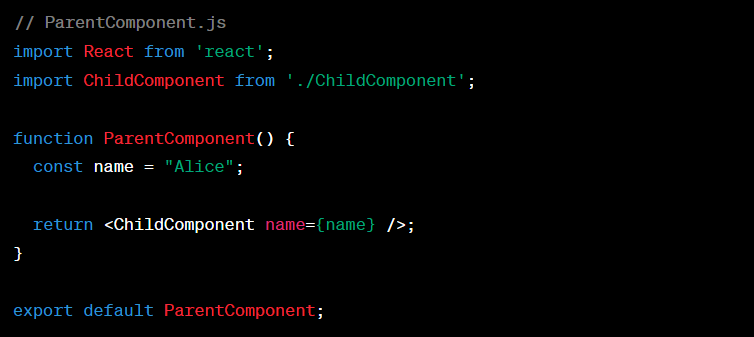 // ParentComponent.js
import React from 'react';
import ChildComponent from './ChildComponent';
function ParentComponent() {
const name = "Alice";
return <ChildComponent name={name} />;
}
export default ParentComponent;